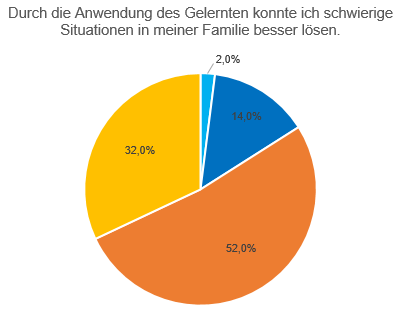 Durch die Anwendung des Gelernten konnte ich schwierige
Situationen in meiner Familie besser lösen.
2,0%
14,0%
32,0%
52,0%